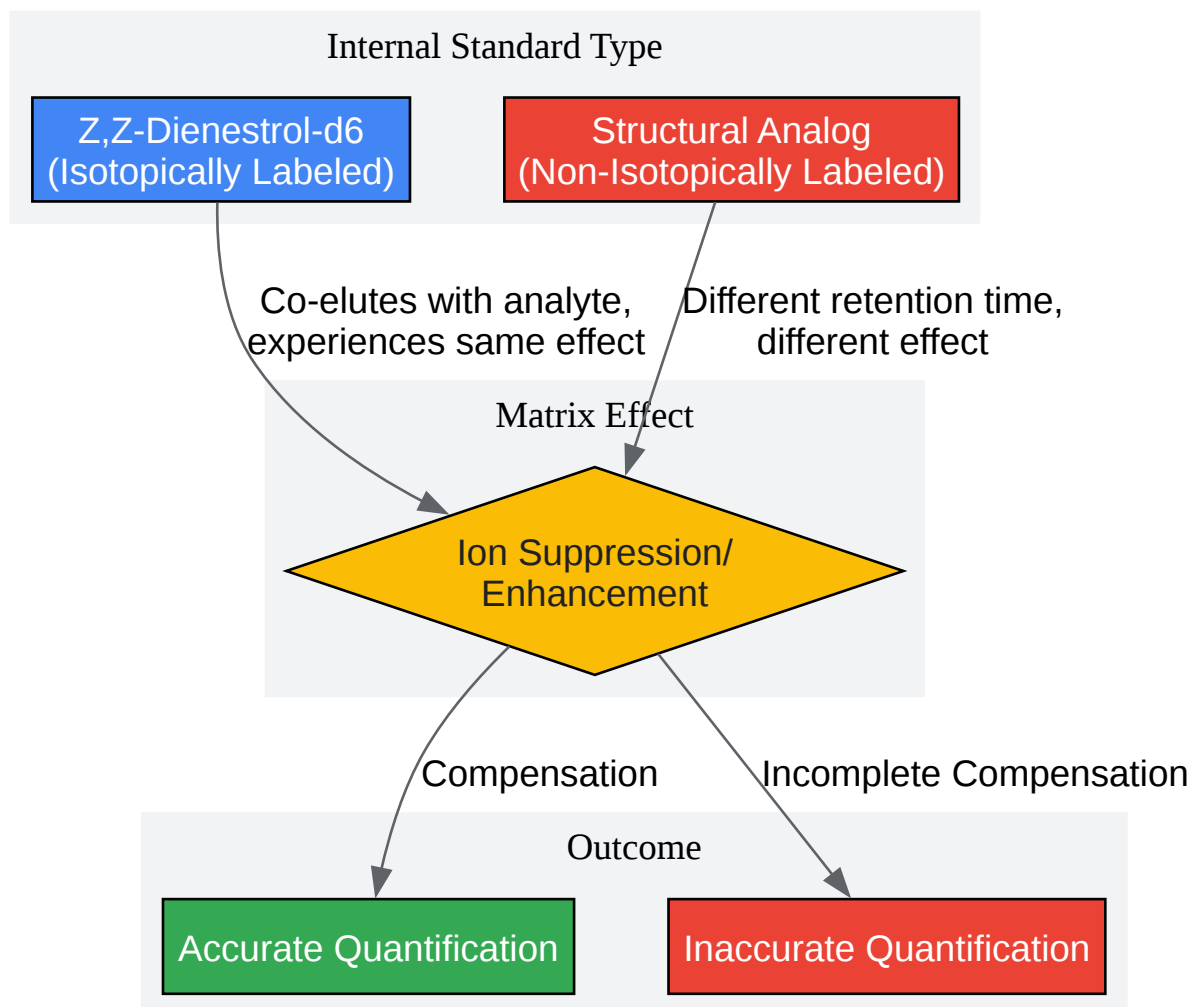 Internal Standard Type
Z,Z-Dienestrol-d6
(Isotopically Labeled)
Structural Analog
(Non-Isotopically Labeled)
Co-elutes with analyte,
experiences same effect
Different retention time,
different effect
Matrix Effect
Ion Suppression/
Enhancement
Compensation
Incomplete Compensation
Outcome
Accurate Quantification
Inaccurate Quantification